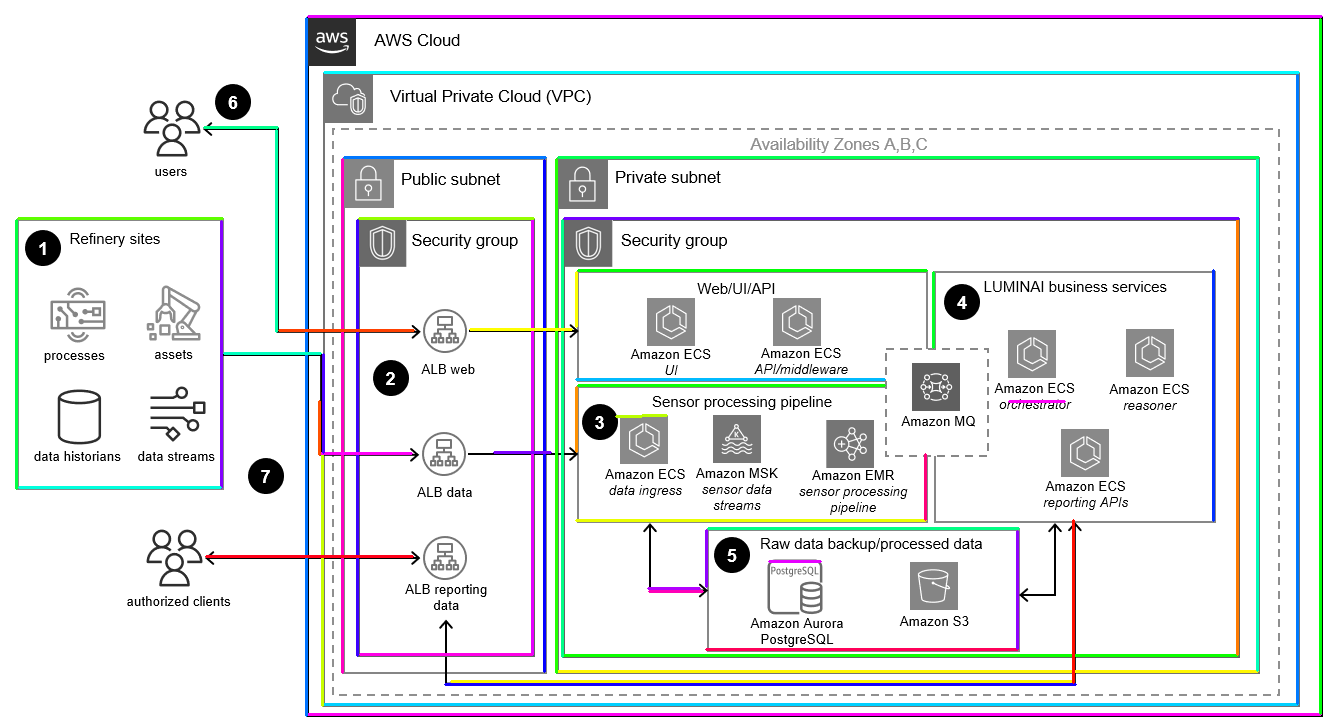 aws
AWS Cloud
Virtual Private Cloud (VPC)
Availability Zones A,B,C
6
users
Public subnet
Private subnet
1
Refinery sites
processes
assets
data historians
data streams
Security group
Security group
2
ALB web
ALB data
ALB reporting
data
Web/UI/API
Amazon ECS
UI
Amazon ECS
API/middleware
4
LUMINAI business services
Amazon ECS
orchestrator
Amazon ECS
reasoner
Amazon MQ
Amazon ECS
reporting APIs
3
Sensor processing pipeline
Amazon ECS
data ingress
K
Amazon MSK
sensor data
streams
Amazon EMR
sensor processing
pipeline
5
Raw data backup/processed data
PostgreSQL
Amazon Aurora
PostgreSQL
Amazon S3
7
authorized clients